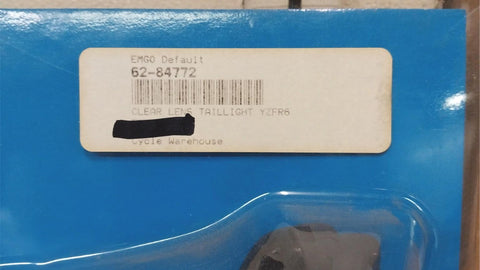 EMGO Default
62-84772
CLEAR LENS TAILLIGHT YZFR6
Cycle Warehouse